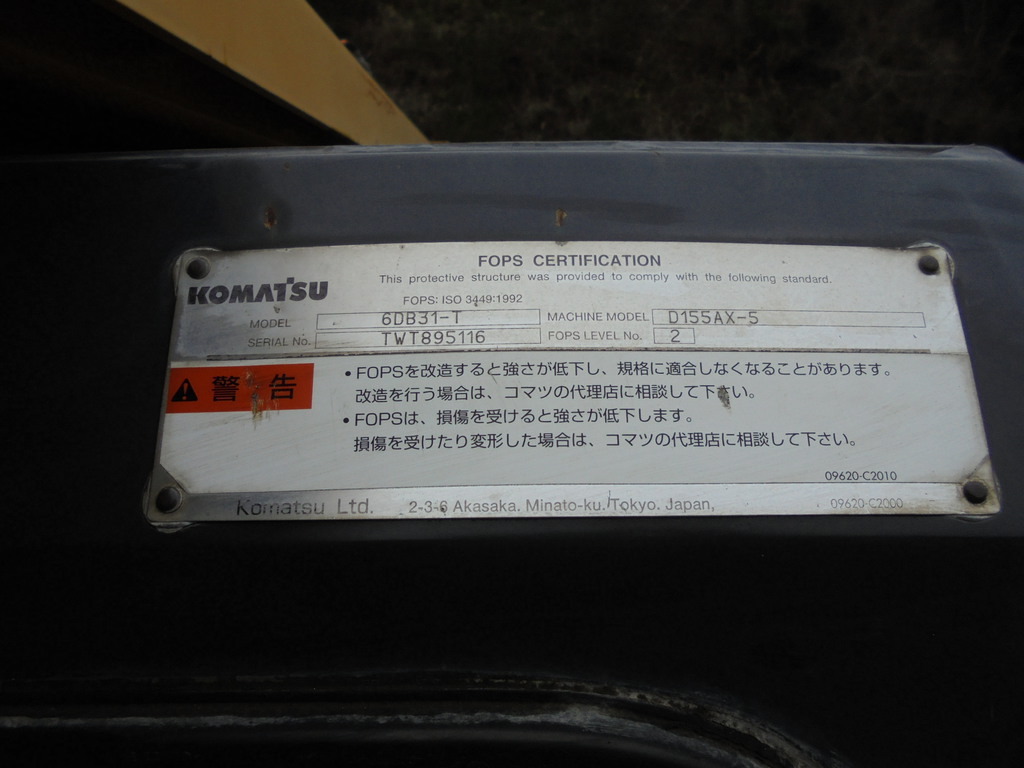 FOPS CERTIFICATION
This protective structure was provided to comply with the following standard.
KOMATSU
FOPS: ISO 3449:1992
MODEL 6DB31-T MACHINE MODEL D155AX-5
SERIAL No. TWT895116 FOPS LEVEL No. 2
警告
•FOPSを改造すると強さが低下し、規格に適合しなくなることがあります。
改造を行う場合は、コマツの代理店に相談して下さい。
•FOPSは、損傷を受けると強さが低下します。
損傷を受けたり変形した場合は、コマツの代理店に相談して下さい。
09620-C2010
Komatsu Ltd. 2-3-6 Akasaka. Minato-ku. Tokyo. Japan, 09620-C2000